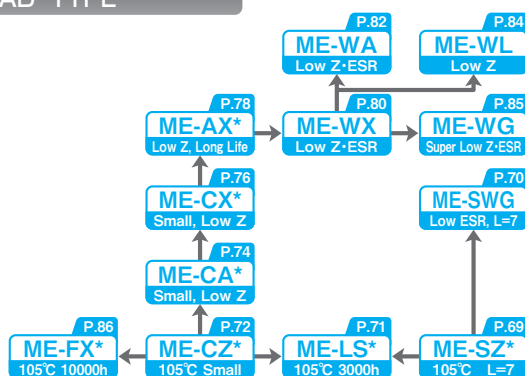 P.82
ME-WA
Low Z･ESR
P.84
ME-WL
Low Z
P.78
ME-AX*
Low Z, Long Life
P.80
ME-WX
Low Z･ESR
P.85
ME-WG
Super Low Z･ESR
P.76
ME-CX*
Small, Low Z
P.70
ME-SWG
Low ESR, L=7
P.74
ME-CA*
Small, Low Z
P.86
ME-FX*
105℃ 10000h
P.72
ME-CZ*
105℃ Small
P.71
ME-LS*
105℃ 3000h
P.69
ME-SZ*
105℃ L=7